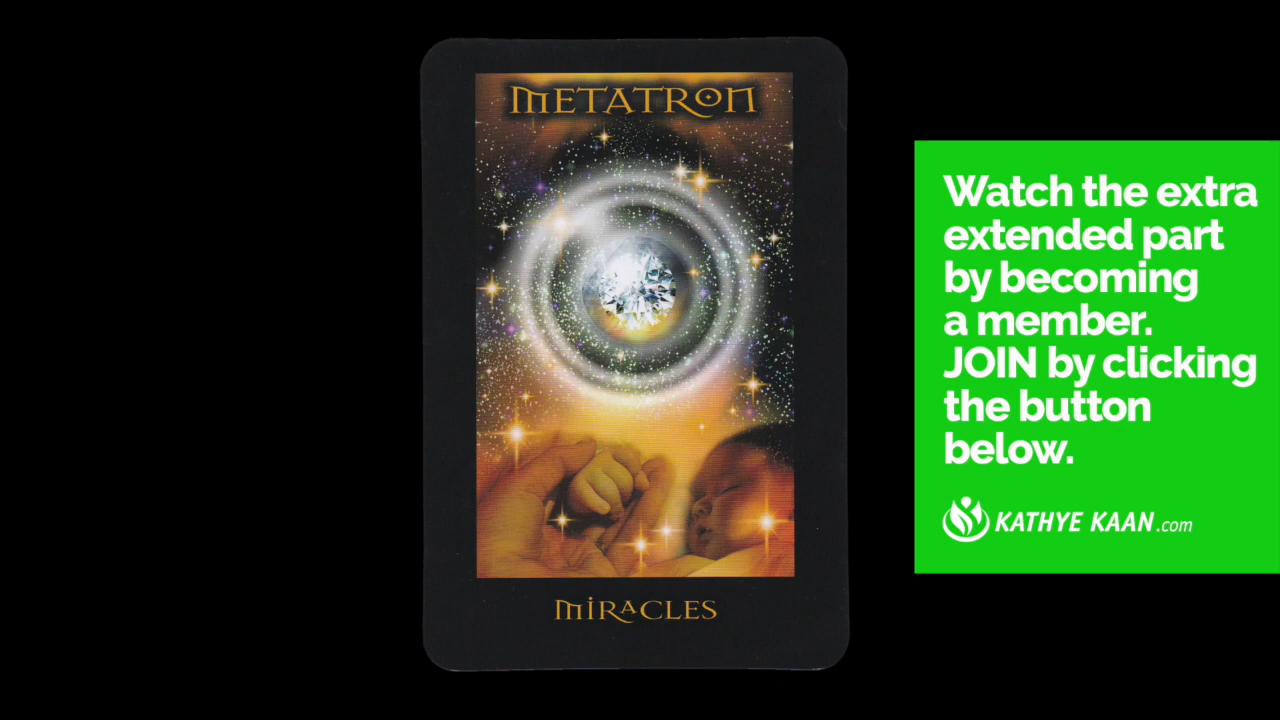 METATRON
MIRACLES
Watch the extra
extended part
by becoming
a member.
JOIN by clicking
the button
below.
KATHYE KAAN.com